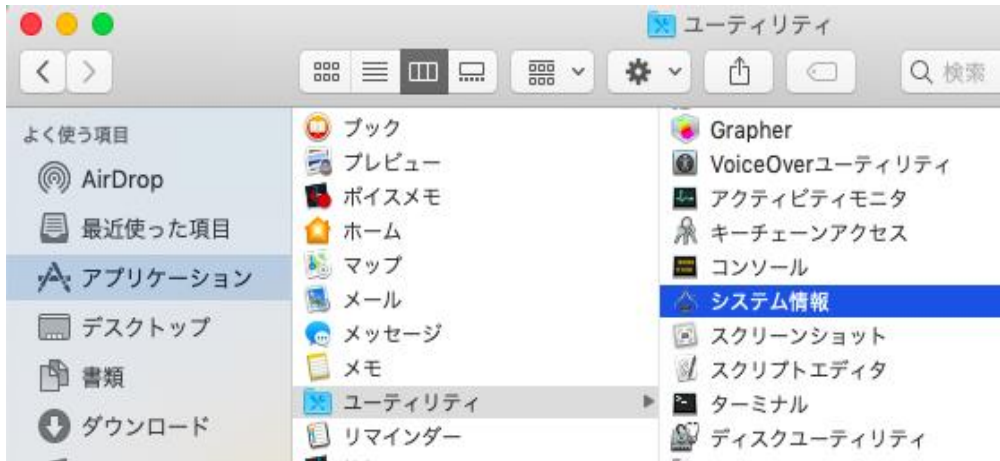 ユーティリティ
検索
よく使う項目
AirDrop
最近使った項目
アプリケーション
デスクトップ
書類
ダウンロード
ブック
プレビュー
ボイスメモ
ホーム
マップ
メール
メッセージ
メモ
ユーティリティ
リマインダー
Grapher
VoiceOverユーティリティ
アクティビティモニタ
キーチェーンアクセス
コンソール
システム情報
スクリーンショット
スクリプトエディタ
ターミナル
ディスクユーティリティ